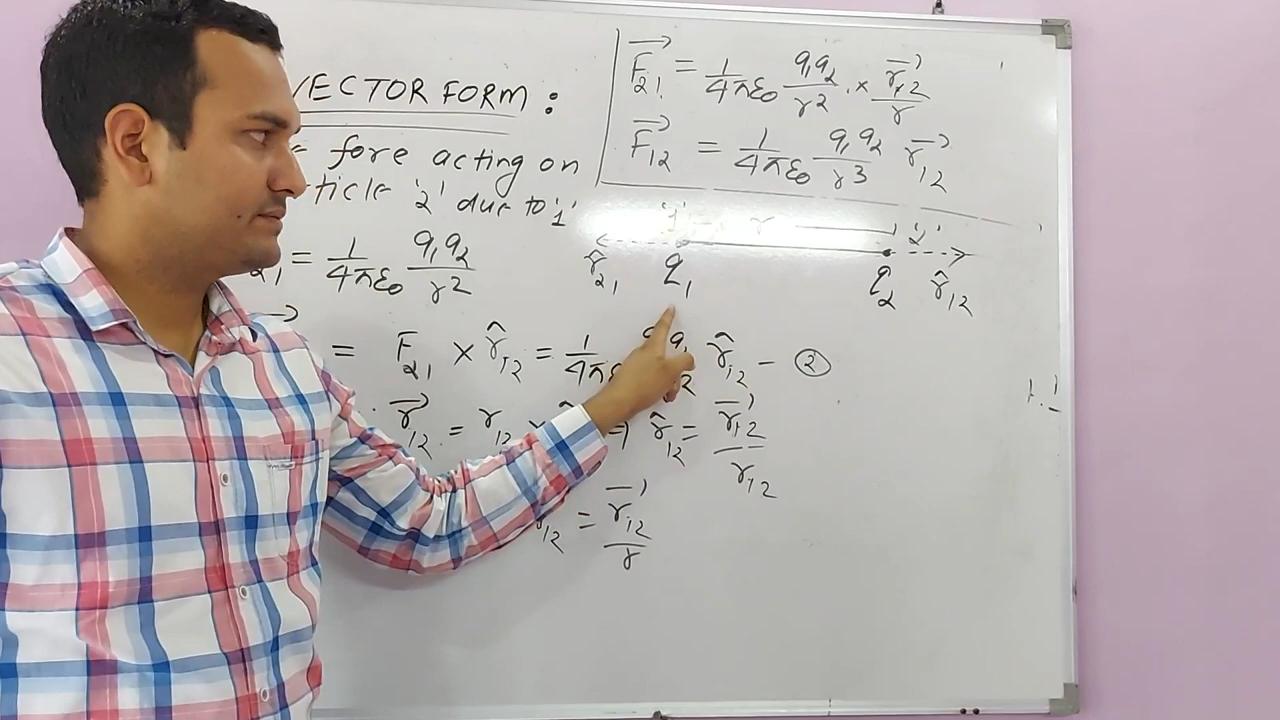 VECTOR FORM :
fore acting on
'2' due to '1'
21 = 1/4πε₀ q₁q₂/r²
= F₂₁ × r̂₁₂ = 1/4πε r̂₁₂ - ②
r⃗₁₂ = r₁₂ ⇒ r̂₁₂ = r⃗₁₂/r₁₂
₁₂ = r⃗₁₂/r
F⃗₂₁ = 1/4πε₀ q₁q₂/r² . × r⃗₁₂/r
F⃗₁₂ = 1/4πε₀ q₁q₂/r³ r⃗₁₂
'1' r '2'
r̂₂₁ q₁ q₂ r̂₁₂